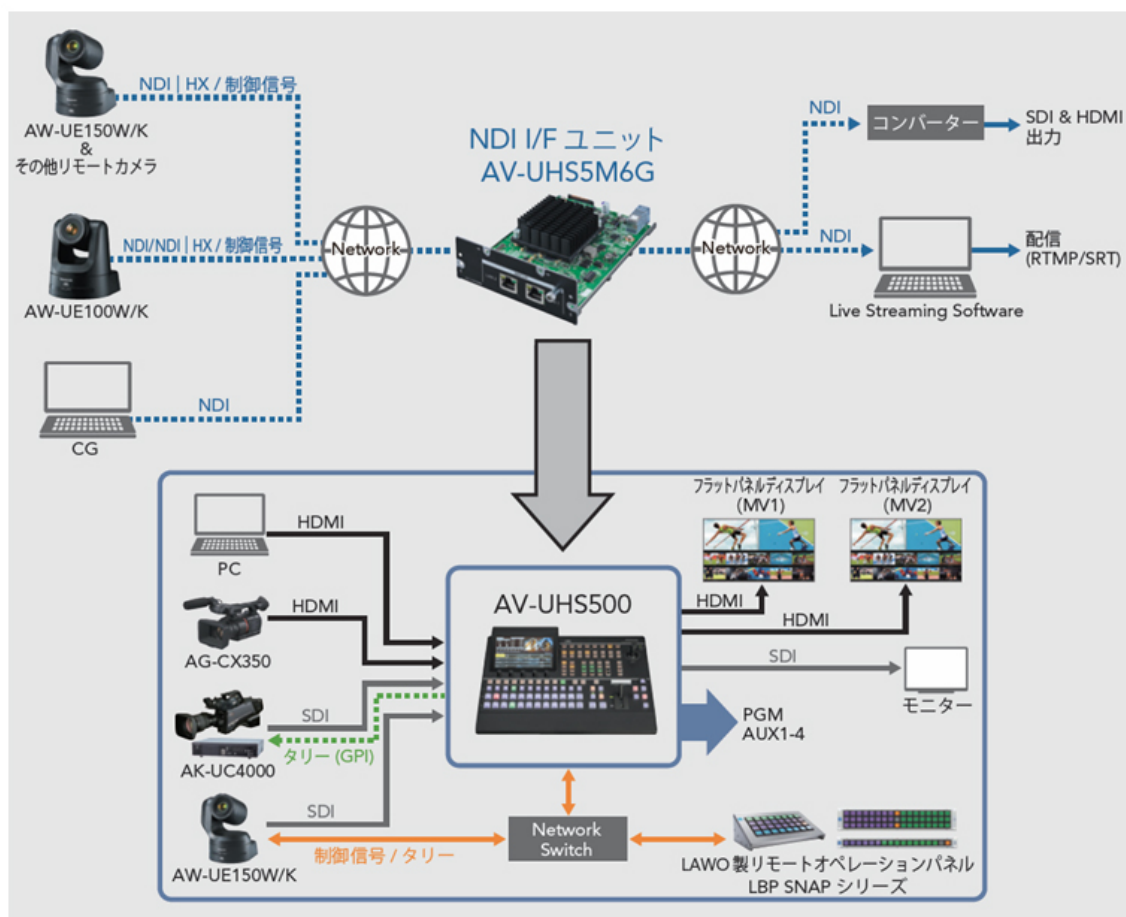 NDI | HX / 制御信号
AW-UE150W/K
&
その他リモートカメラ
NDI/NDI | HX / 制御信号
AW-UE100W/K
NDI
CG
Network
NDI I/F ユニット
AV-UHS5M6G
Network
NDI
コンバーター
SDI & HDMI
出力
NDI
配信
(RTMP/SRT)
Live Streaming Software
フラットパネルディスプレイ
(MV1)
フラットパネルディスプレイ
(MV2)
HDMI
PC
HDMI
AG-CX350
SDI
タリー (GPI)
AK-UC4000
SDI
AW-UE150W/K
制御信号 / タリー
AV-UHS500
HDMI
HDMI
SDI
モニター
PGM
AUX1-4
Network
Switch
LAWO 製リモートオペレーションパネル
LBP SNAP シリーズ